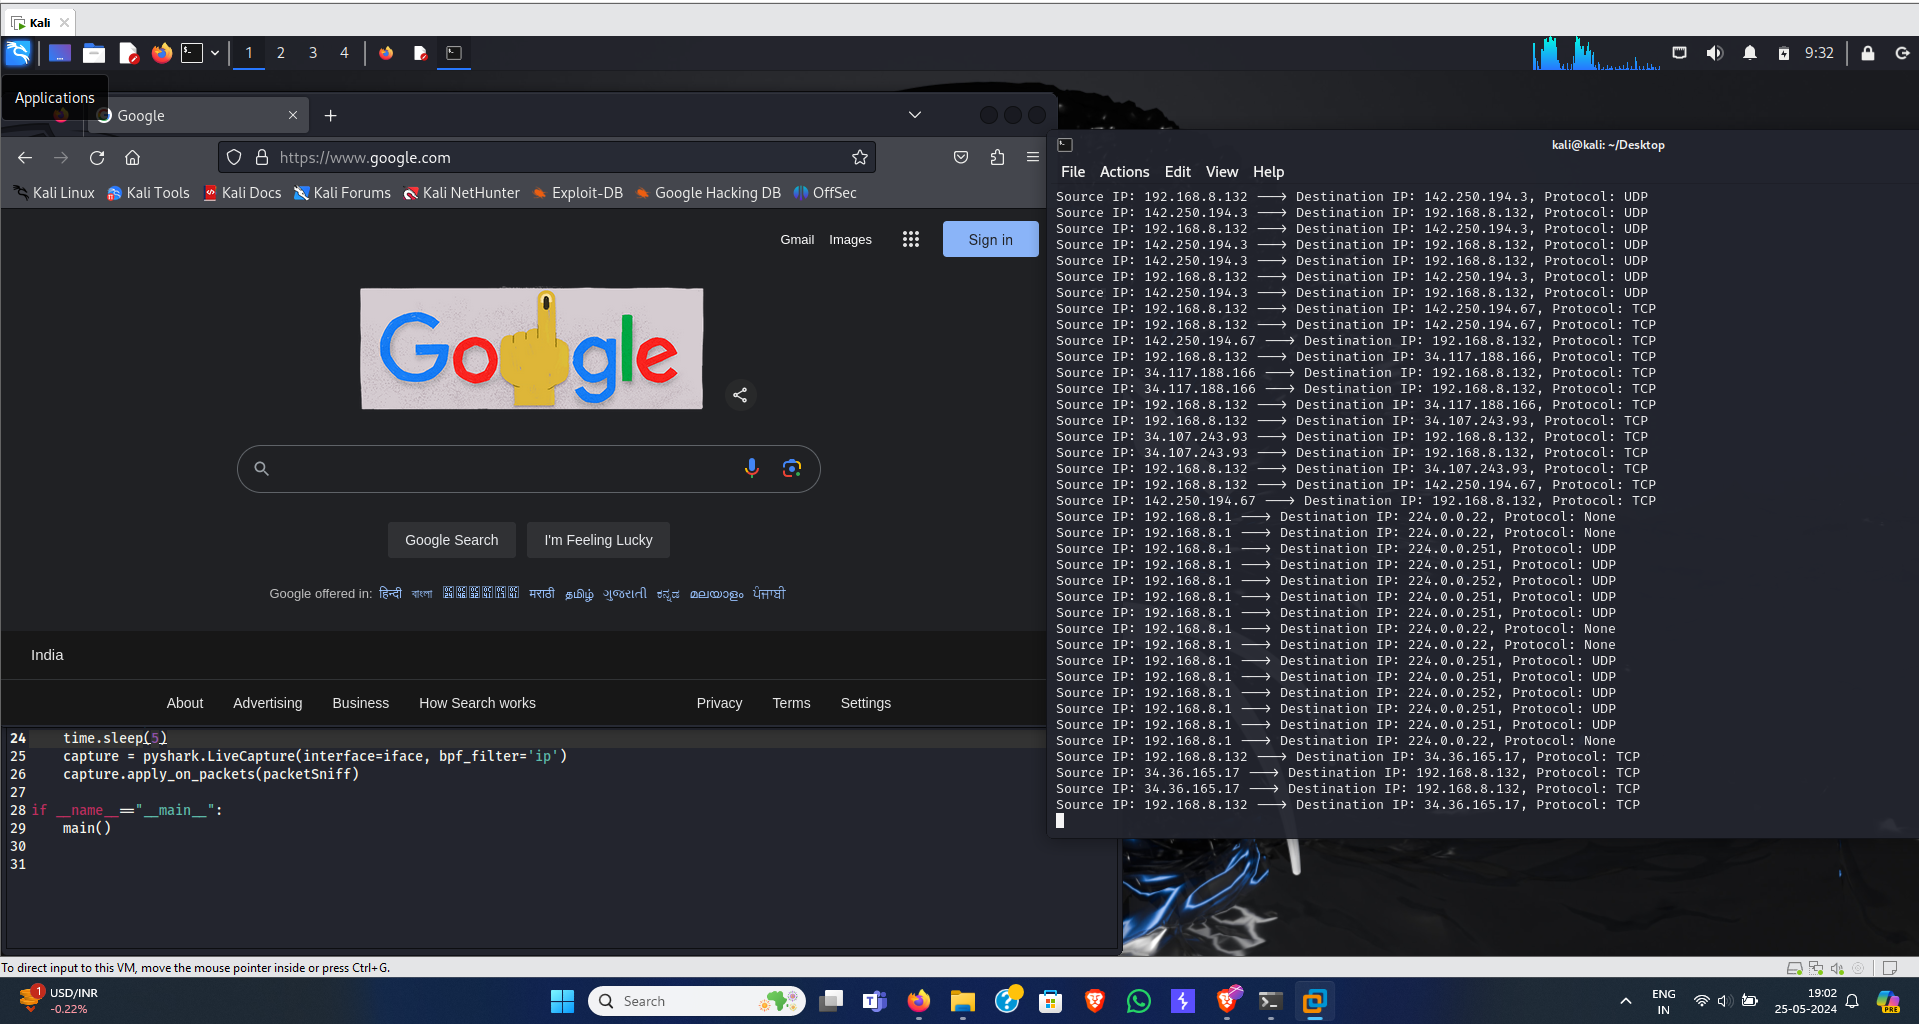 Kali
1 2 3 4
9:32
Applications
Google
https://www.google.com
Kali Linux Kali Tools Kali Docs Kali Forums Kali NetHunter Exploit-DB Google Hacking DB OffSec
Gmail Images Sign in
Google
Google Search I'm Feeling Lucky
Google offered in: हिन्दी বাংলা मराठी தமிழ் ગુજરાતી ಕನ್ನಡ മലയാളം ਪੰਜਾਬੀ
India
About Advertising Business How Search works Privacy Terms Settings
24 time.sleep(5)
25 capture = pyshark.LiveCapture(interface=iface, bpf_filter='ip')
26 capture.apply_on_packets(packetSniff)
27
28 if __name__=="__main__":
29 main()
30
31
kali@kali: ~/Desktop
File Actions Edit View Help
Source IP: 192.168.8.132 ---> Destination IP: 142.250.194.3, Protocol: UDP
Source IP: 142.250.194.3 ---> Destination IP: 192.168.8.132, Protocol: UDP
Source IP: 192.168.8.132 ---> Destination IP: 142.250.194.3, Protocol: UDP
Source IP: 142.250.194.3 ---> Destination IP: 192.168.8.132, Protocol: UDP
Source IP: 142.250.194.3 ---> Destination IP: 192.168.8.132, Protocol: UDP
Source IP: 192.168.8.132 ---> Destination IP: 142.250.194.3, Protocol: UDP
Source IP: 142.250.194.3 ---> Destination IP: 192.168.8.132, Protocol: UDP
Source IP: 192.168.8.132 ---> Destination IP: 142.250.194.67, Protocol: TCP
Source IP: 192.168.8.132 ---> Destination IP: 142.250.194.67, Protocol: TCP
Source IP: 142.250.194.67 ---> Destination IP: 192.168.8.132, Protocol: TCP
Source IP: 192.168.8.132 ---> Destination IP: 34.117.188.166, Protocol: TCP
Source IP: 34.117.188.166 ---> Destination IP: 192.168.8.132, Protocol: TCP
Source IP: 34.117.188.166 ---> Destination IP: 192.168.8.132, Protocol: TCP
Source IP: 192.168.8.132 ---> Destination IP: 34.117.188.166, Protocol: TCP
Source IP: 192.168.8.132 ---> Destination IP: 34.107.243.93, Protocol: TCP
Source IP: 34.107.243.93 ---> Destination IP: 192.168.8.132, Protocol: TCP
Source IP: 34.107.243.93 ---> Destination IP: 192.168.8.132, Protocol: TCP
Source IP: 192.168.8.132 ---> Destination IP: 34.107.243.93, Protocol: TCP
Source IP: 192.168.8.132 ---> Destination IP: 142.250.194.67, Protocol: TCP
Source IP: 142.250.194.67 ---> Destination IP: 192.168.8.132, Protocol: TCP
Source IP: 192.168.8.1 ---> Destination IP: 224.0.0.22, Protocol: None
Source IP: 192.168.8.1 ---> Destination IP: 224.0.0.22, Protocol: None
Source IP: 192.168.8.1 ---> Destination IP: 224.0.0.251, Protocol: UDP
Source IP: 192.168.8.1 ---> Destination IP: 224.0.0.251, Protocol: UDP
Source IP: 192.168.8.1 ---> Destination IP: 224.0.0.252, Protocol: UDP
Source IP: 192.168.8.1 ---> Destination IP: 224.0.0.251, Protocol: UDP
Source IP: 192.168.8.1 ---> Destination IP: 224.0.0.251, Protocol: UDP
Source IP: 192.168.8.1 ---> Destination IP: 224.0.0.22, Protocol: None
Source IP: 192.168.8.1 ---> Destination IP: 224.0.0.22, Protocol: None
Source IP: 192.168.8.1 ---> Destination IP: 224.0.0.251, Protocol: UDP
Source IP: 192.168.8.1 ---> Destination IP: 224.0.0.251, Protocol: UDP
Source IP: 192.168.8.1 ---> Destination IP: 224.0.0.252, Protocol: UDP
Source IP: 192.168.8.1 ---> Destination IP: 224.0.0.251, Protocol: UDP
Source IP: 192.168.8.1 ---> Destination IP: 224.0.0.251, Protocol: UDP
Source IP: 192.168.8.1 ---> Destination IP: 224.0.0.22, Protocol: None
Source IP: 192.168.8.132 ---> Destination IP: 34.36.165.17, Protocol: TCP
Source IP: 34.36.165.17 ---> Destination IP: 192.168.8.132, Protocol: TCP
Source IP: 34.36.165.17 ---> Destination IP: 192.168.8.132, Protocol: TCP
Source IP: 192.168.8.132 ---> Destination IP: 34.36.165.17, Protocol: TCP
To direct input to this VM, move the mouse pointer inside or press Ctrl+G.
1 USD/INR
-0.22%
Search
ENG
IN
19:02
25-05-2024
PRE